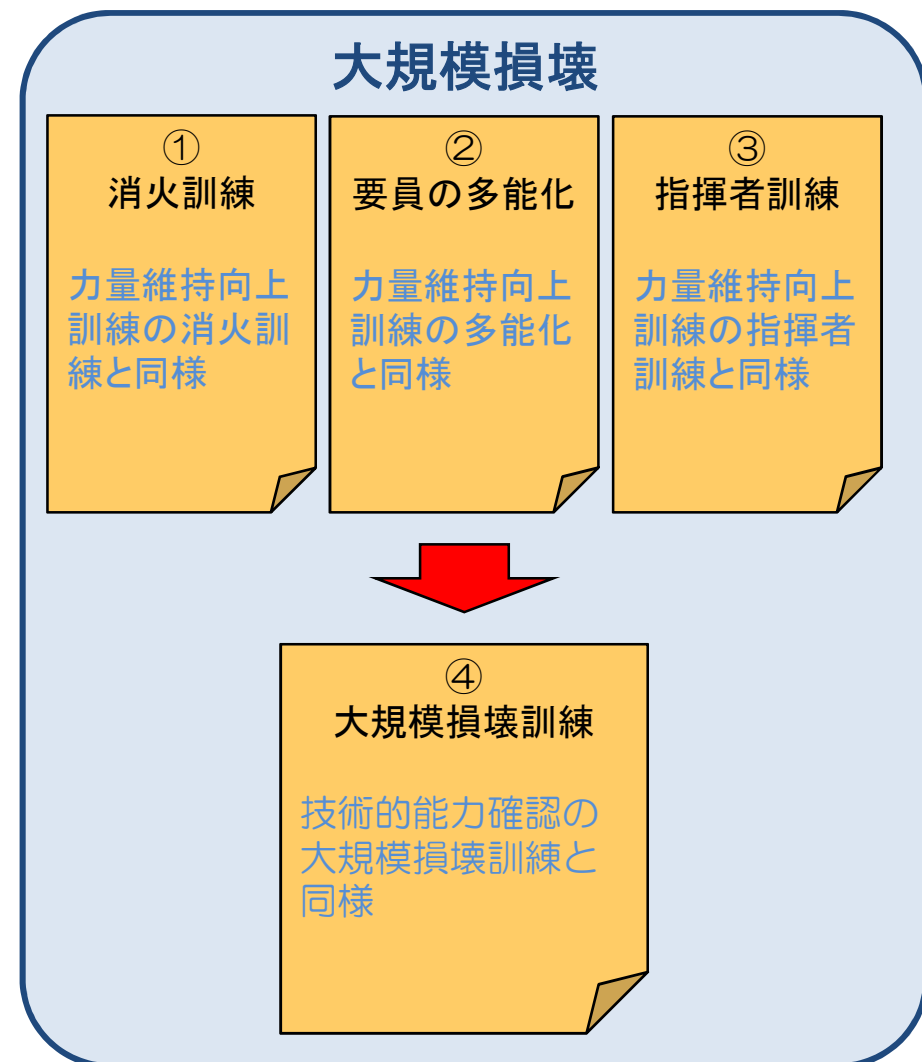 大規模損壊
①
消火訓練
力量維持向上
訓練の消火訓
練と同様
②
要員の多能化
力量維持向上
訓練の多能化
と同様
③
指揮者訓練
力量維持向上
訓練の指揮者
訓練と同様
④
大規模損壊訓練
技術的能力確認の
大規模損壊訓練と
同様